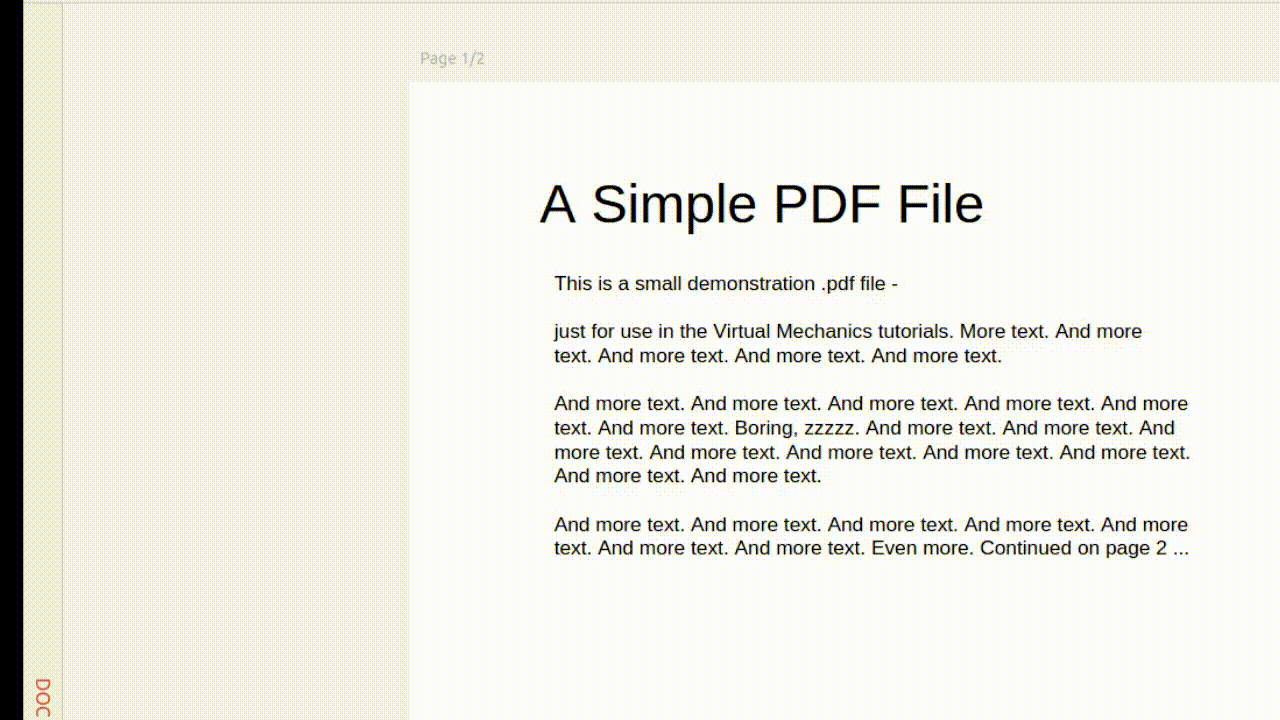 Page 1/2
A Simple PDF File
This is a small demonstration .pdf file -
just for use in the Virtual Mechanics tutorials. More text. And more
text. And more text. And more text. And more text.
And more text. And more text. And more text. And more text. And more
text. And more text. Boring, zzzzz. And more text. And more text. And
more text. And more text. And more text. And more text. And more text.
And more text. And more text.
And more text. And more text. And more text. And more text. And more
text. And more text. And more text. Even more. Continued on page 2 ...
DOC